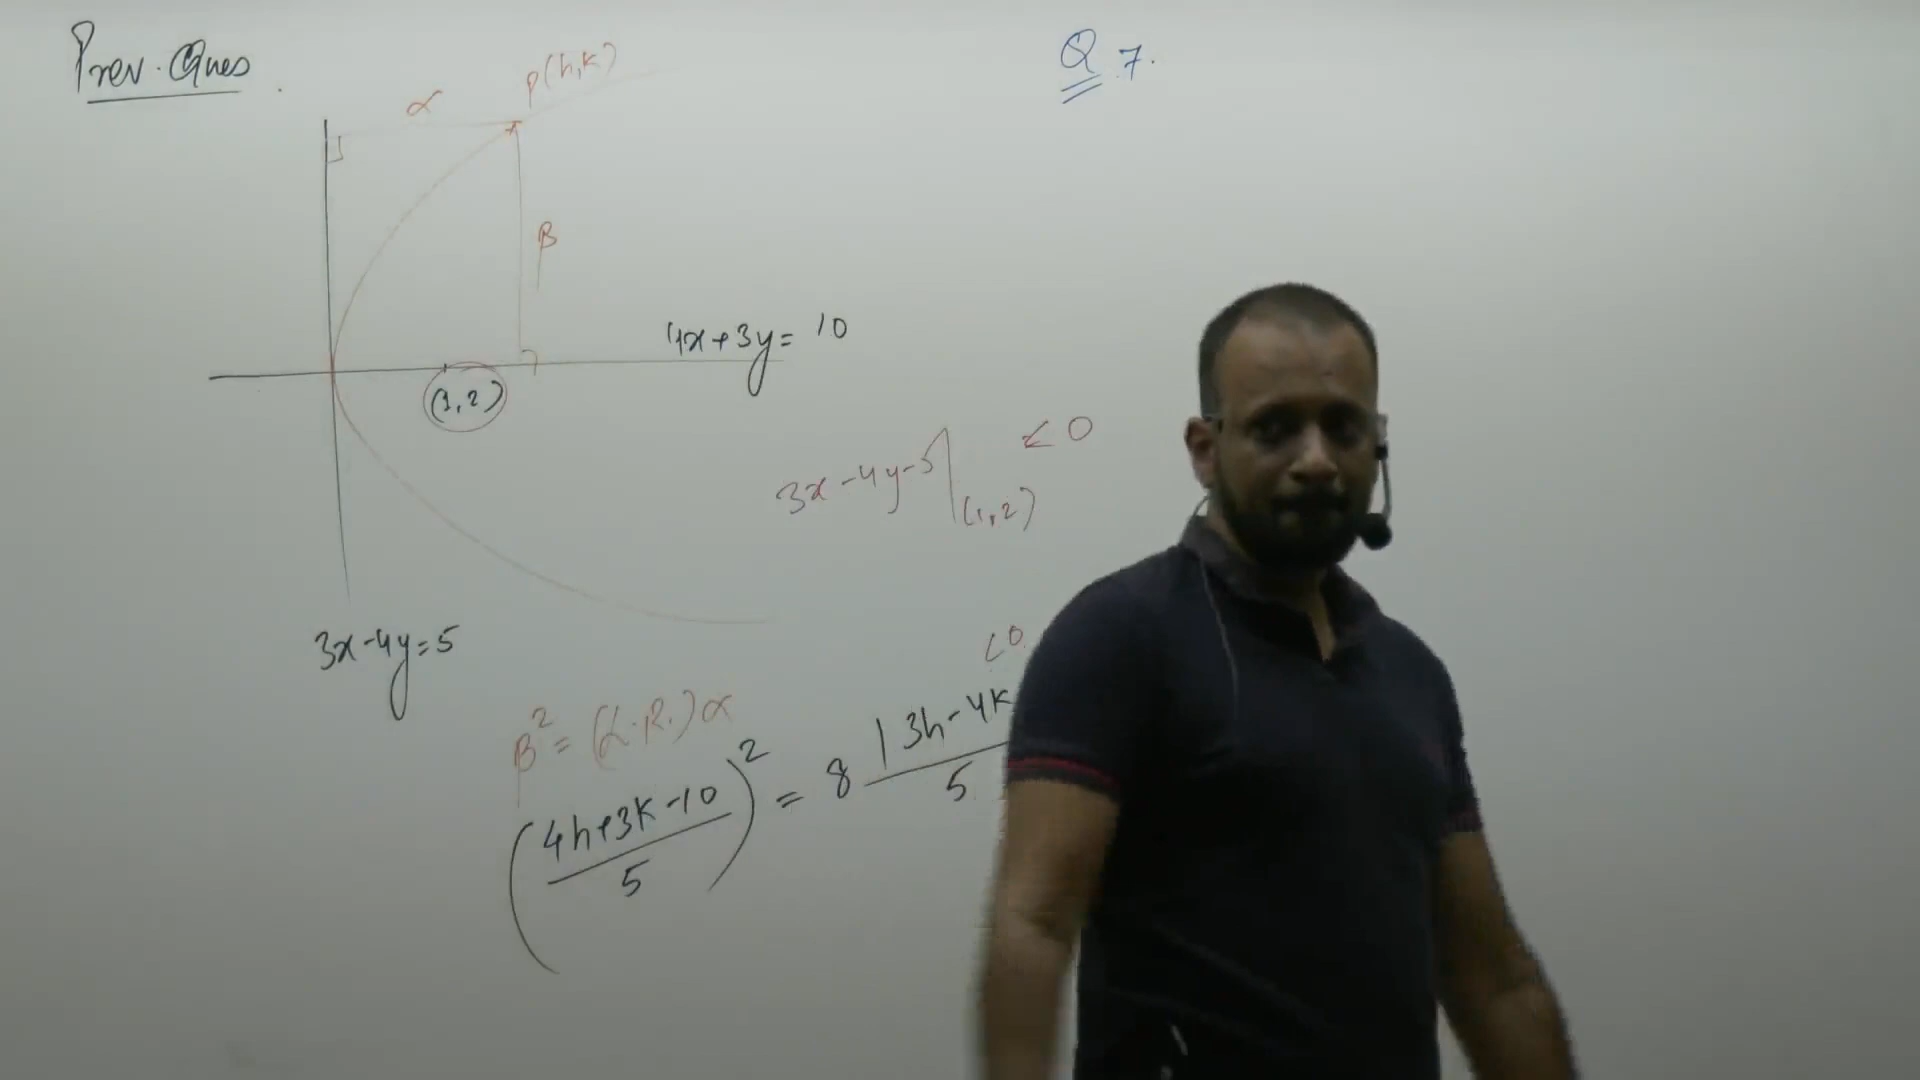 Prev. Ques.
P(h,k)
α
β
4x+3y=10
(1,2)
3x-4y-5|(1,2) <0
3x-4y=5
β²=(L.R.)α
<0
((4h+3k-10)/5)² = 8 |3h-4k
5
Q 7.